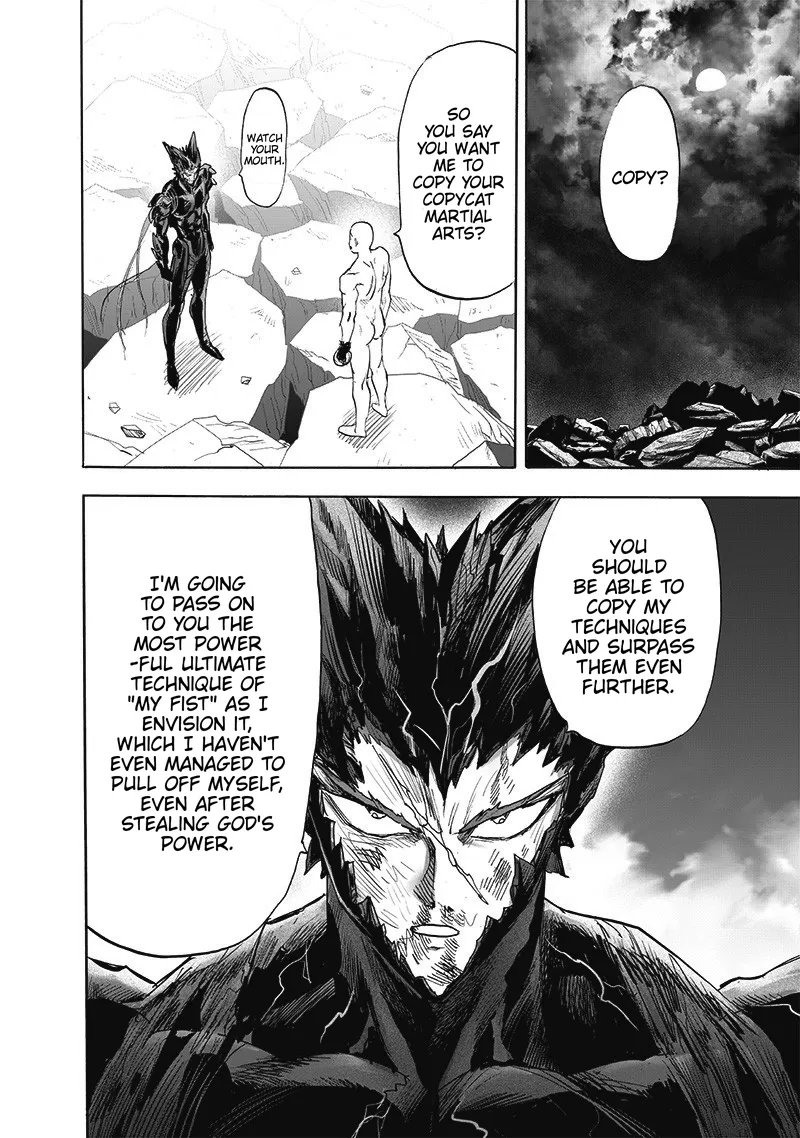 COPY?
SO
YOU SAY
YOU WANT
ME TO
COPY YOUR
COPYCAT
MARTIAL
ARTS?
WATCH
YOUR
MOUTH.
YOU
SHOULD
BE ABLE TO
COPY MY
TECHNIQUES
AND SURPASS
THEM EVEN
FURTHER.
I'M GOING
TO PASS ON
TO YOU THE
MOST POWER
-FUL ULTIMATE
TECHNIQUE OF
"MY FIST" AS I
ENVISION IT,
WHICH I HAVEN'T
EVEN MANAGED TO
PULL OFF MYSELF,
EVEN AFTER
STEALING GOD'S
POWER.